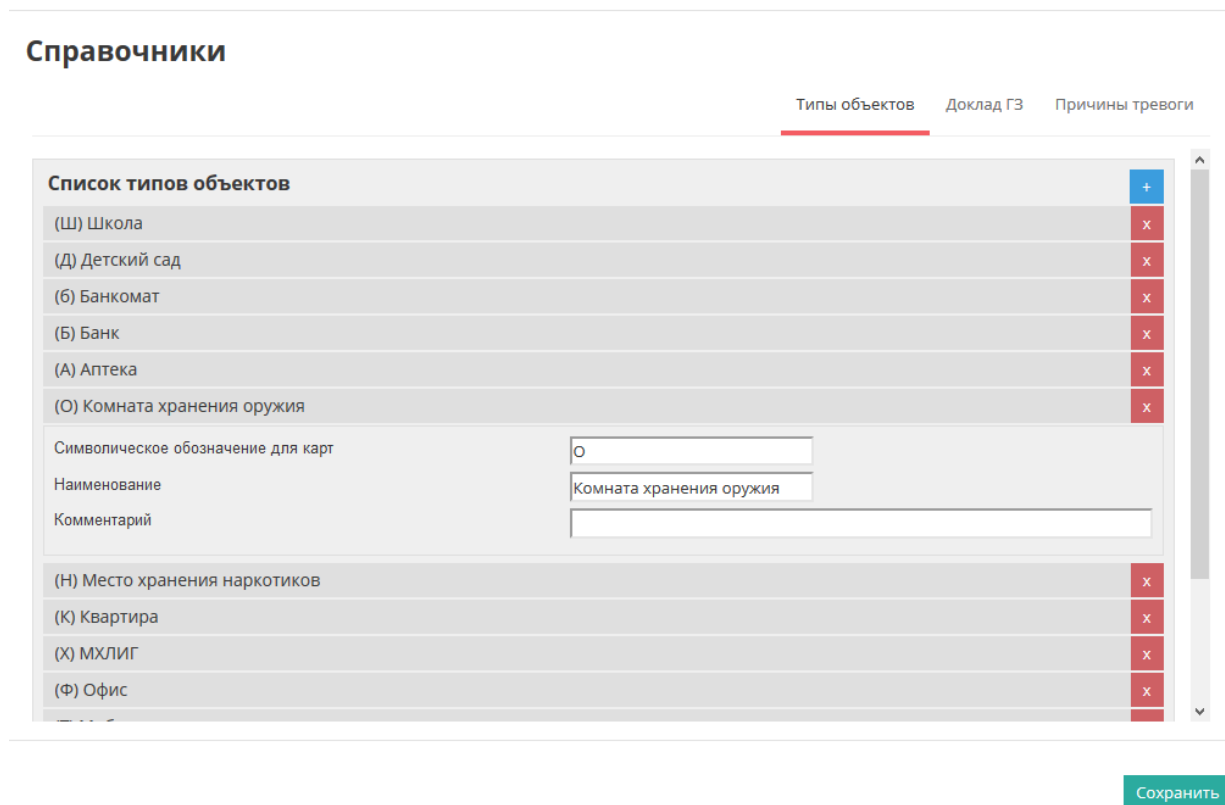 Справочники
Типы объектов Доклад ГЗ Причины тревоги
Список типов объектов +
(Ш) Школа x
(Д) Детский сад x
(б) Банкомат x
(Б) Банк x
(А) Аптека x
(О) Комната хранения оружия x
Символическое обозначение для карт О
Наименование Комната хранения оружия
Комментарий
(Н) Место хранения наркотиков x
(К) Квартира x
(Х) МХЛИГ x
(Ф) Офис x
Сохранить